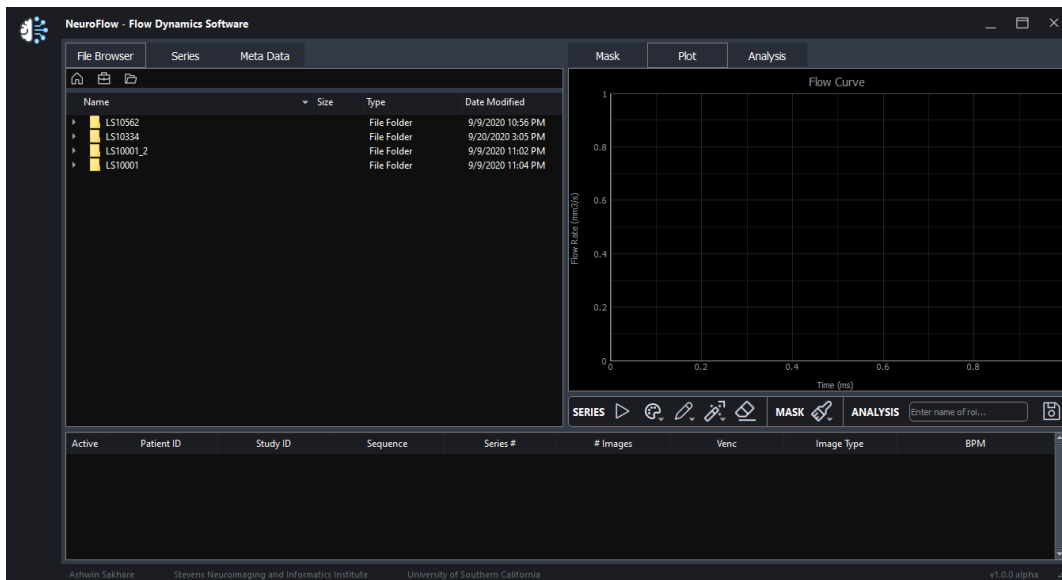 NeuroFlow - Flow Dynamics Software
File Browser Series Meta Data
Name Size Type Date Modified
LS10562 File Folder 9/9/2020 10:56 PM
LS10334 File Folder 9/20/2020 3:05 PM
LS10001_2 File Folder 9/9/2020 11:02 PM
LS10001 File Folder 9/9/2020 11:04 PM
Mask Plot Analysis
Flow Curve
1
0.8
0.6
0.4
0.2
0
Flow Rate (mm3/s)
0 0.2 0.4 0.6 0.8
Time (ms)
SERIES MASK ANALYSIS Enter name of roi...
Active Patient ID Study ID Sequence Series # # Images Venc Image Type BPM
Ashwin Sakhare Stevens Neuroimaging and Informatics Institute University of Southern California v1.0.0 alpha